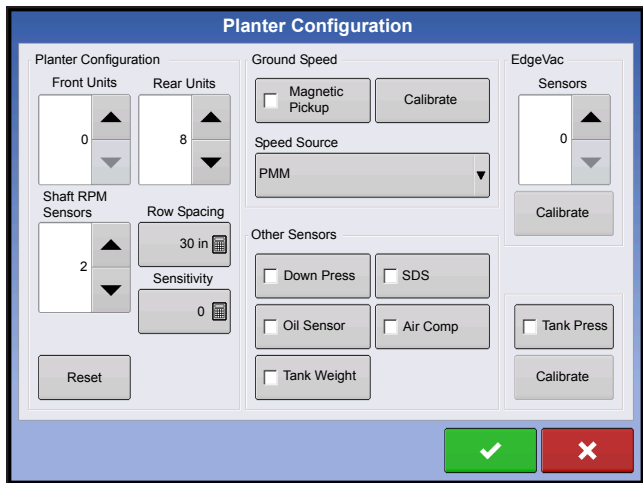 Planter Configuration
Planter Configuration
Front Units
Rear Units
0
8
Shaft RPM
Sensors
2
Row Spacing
30 in
Sensitivity
0
Reset
Ground Speed
Magnetic
Pickup
Calibrate
Speed Source
PMM
Other Sensors
Down Press
SDS
Oil Sensor
Air Comp
Tank Weight
EdgeVac
Sensors
0
Calibrate
Tank Press
Calibrate